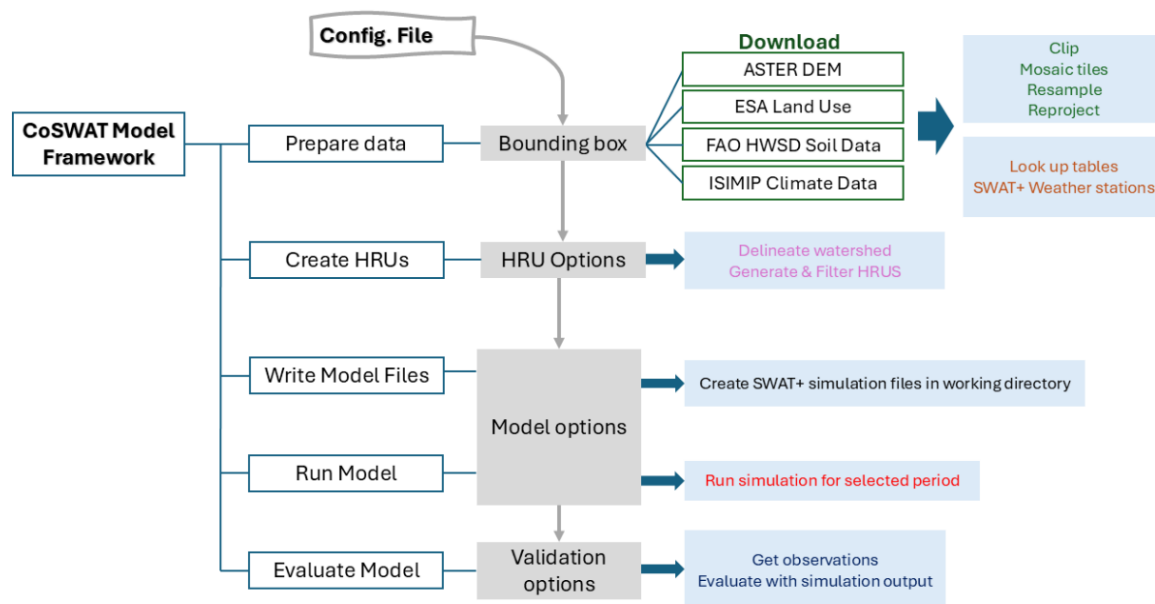 Config. File
Download
ASTER DEM
ESA Land Use
FAO HWSD Soil Data
ISIMIP Climate Data
Clip
Mosaic tiles
Resample
Reproject
Look up tables
SWAT+ Weather stations
CoSWAT Model
Framework
Prepare data
Bounding box
Create HRUs
HRU Options
Delineate watershed
Generate & Filter HRUS
Write Model Files
Model options
Create SWAT+ simulation files in working directory
Run Model
Run simulation for selected period
Evaluate Model
Validation
options
Get observations
Evaluate with simulation output